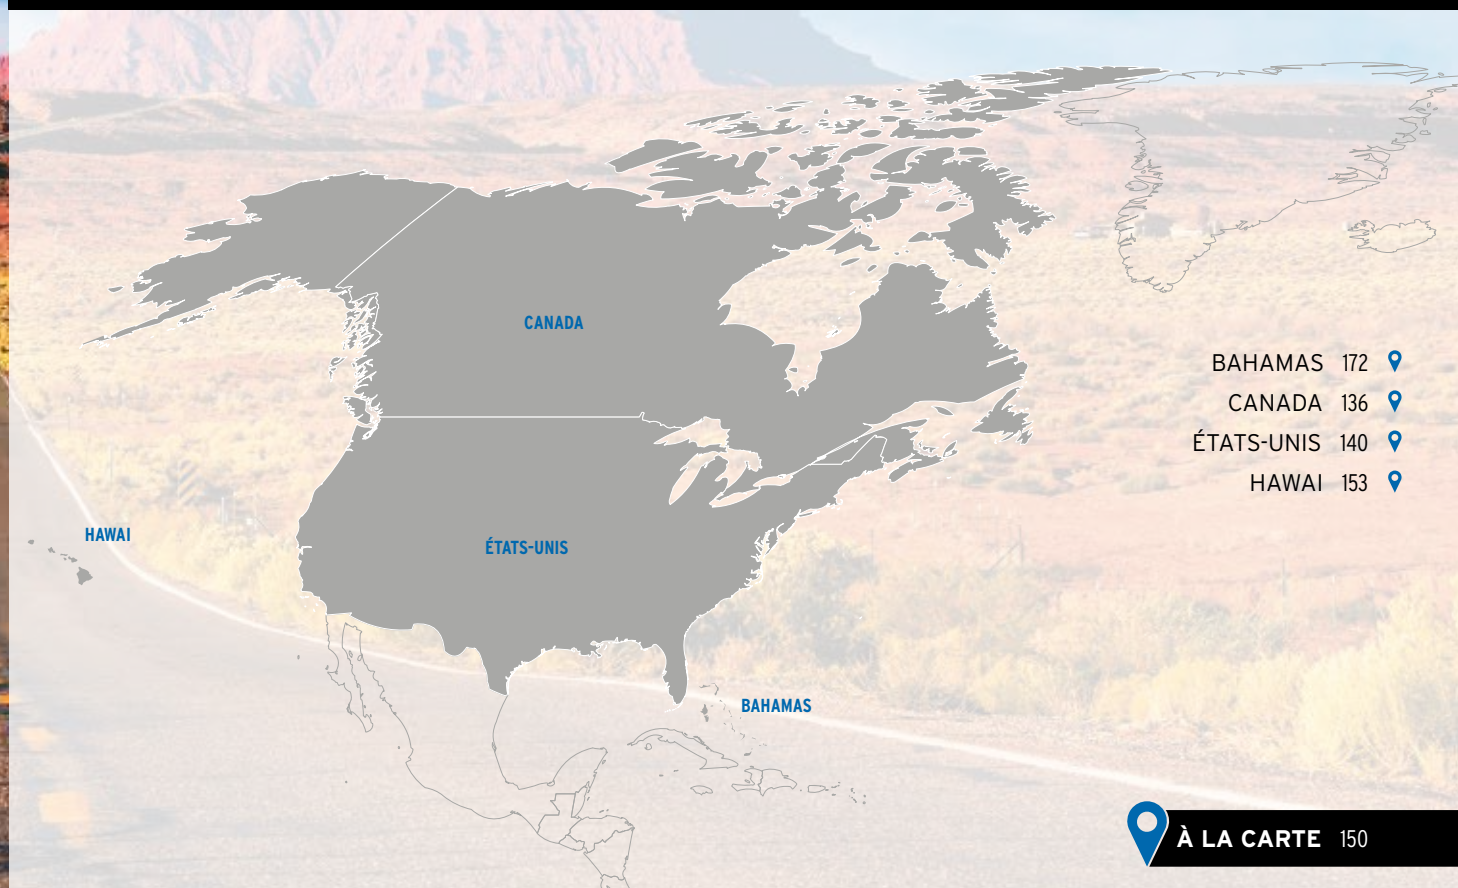 CANADA
HAWAI
ÉTATS-UNIS
BAHAMAS
BAHAMAS 172
CANADA 136
ÉTATS-UNIS 140
HAWAI 153
À LA CARTE 150